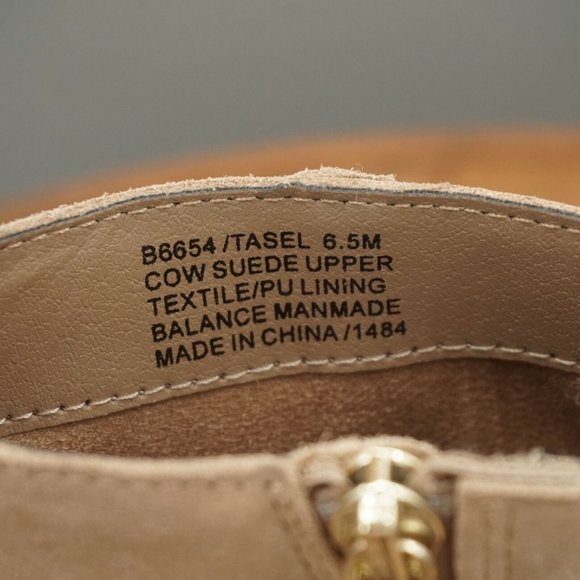 B6654 /TASEL 6.5M
COW SUEDE UPPER
TEXTILE/PU LINING
BALANCE MANMADE
MADE IN CHINA /1484